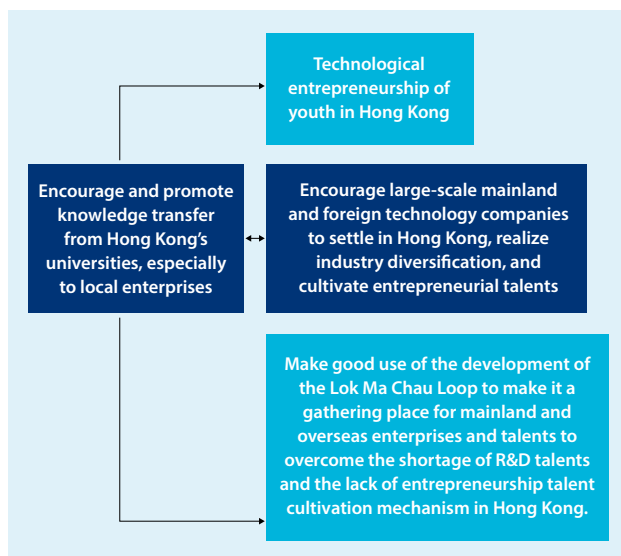 Technological
entrepreneurship of
youth in Hong Kong
Encourage and promote
knowledge transfer
from Hong Kong's
universities, especially
to local enterprises
Encourage large-scale mainland
and foreign technology companies
to settle in Hong Kong, realize
industry diversification, and
cultivate entrepreneurial talents
Make good use of the development of
the Lok Ma Chau Loop to make it a
gathering place for mainland and
overseas enterprises and talents to
overcome the shortage of R&D talents
and the lack of entrepreneurship talent
cultivation mechanism in Hong Kong.